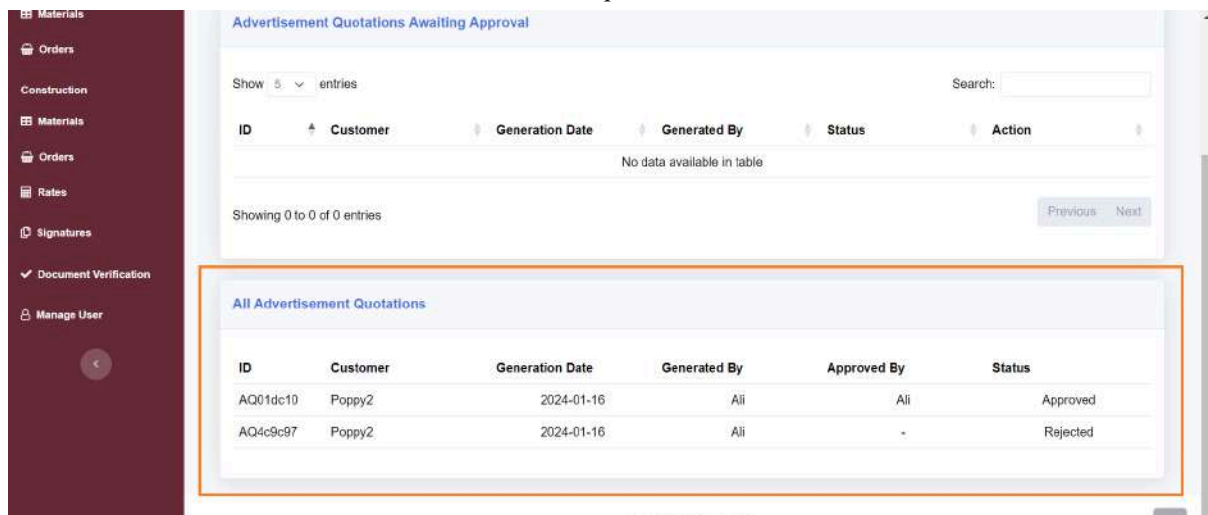 Materials
Orders
Construction
Materials
Orders
Rates
Signatures
Document Verification
Manage User
Advertisement Quotations Awaiting Approval
Show 5 entries
Search:
ID Customer Generation Date Generated By Status Action
No data available in table
Showing 0 to 0 of 0 entries
Previous Next
All Advertisement Quotations
ID Customer Generation Date Generated By Approved By Status
AQ01dc10 Poppy2 2024-01-16 Ali Ali Approved
AQ4c9c97 Poppy2 2024-01-16 Ali - Rejected